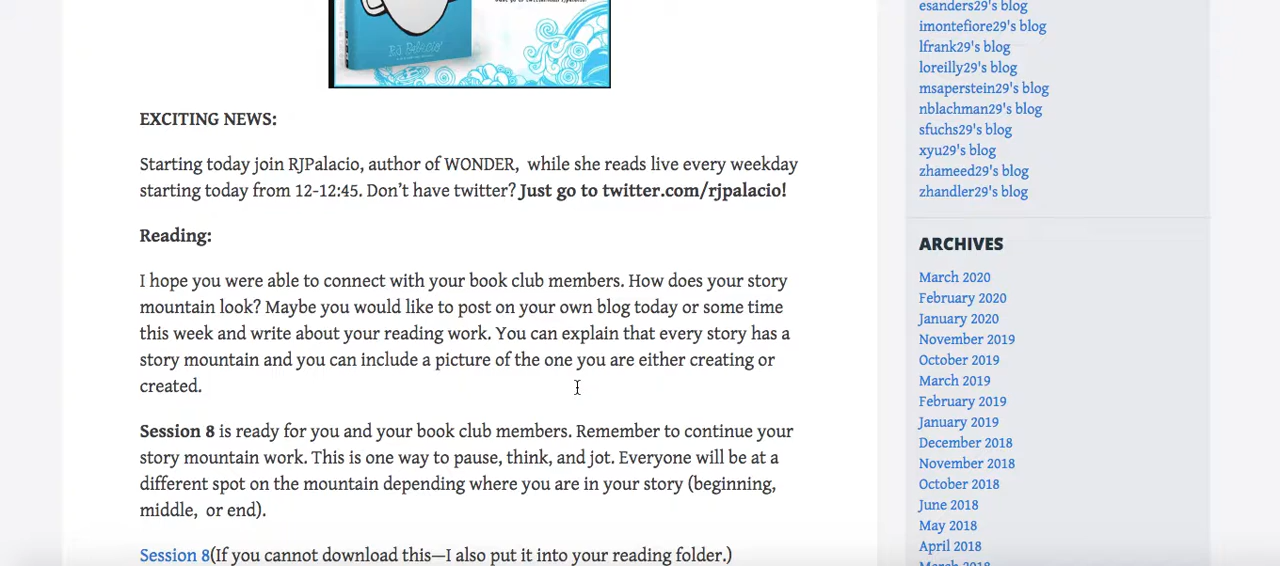 EXCITING NEWS:
Starting today join RJPalacio, author of WONDER,  while she reads live every weekday
starting today from 12-12:45. Don’t have twitter? Just go to twitter.com/rjpalacio!
Reading:
I hope you were able to connect with your book club members. How does your story
mountain look? Maybe you would like to post on your own blog today or some time
this week and write about your reading work. You can explain that every story has a
story mountain and you can include a picture of the one you are either creating or
created.
Session 8 is ready for you and your book club members. Remember to continue your
story mountain work. This is one way to pause, think, and jot. Everyone will be at a
different spot on the mountain depending where you are in your story (beginning,
middle,  or end).
Session 8(If you cannot download this—I also put it into your reading folder.)
esanders29's blog
imontefiore29's blog
lfrank29's blog
loreilly29's blog
msaperstein29's blog
nblachman29's blog
sfuchs29's blog
xyu29's blog
zhameed29's blog
zhandler29's blog
ARCHIVES
March 2020
February 2020
January 2020
November 2019
October 2019
March 2019
February 2019
January 2019
December 2018
November 2018
October 2018
June 2018
May 2018
April 2018
March 2018